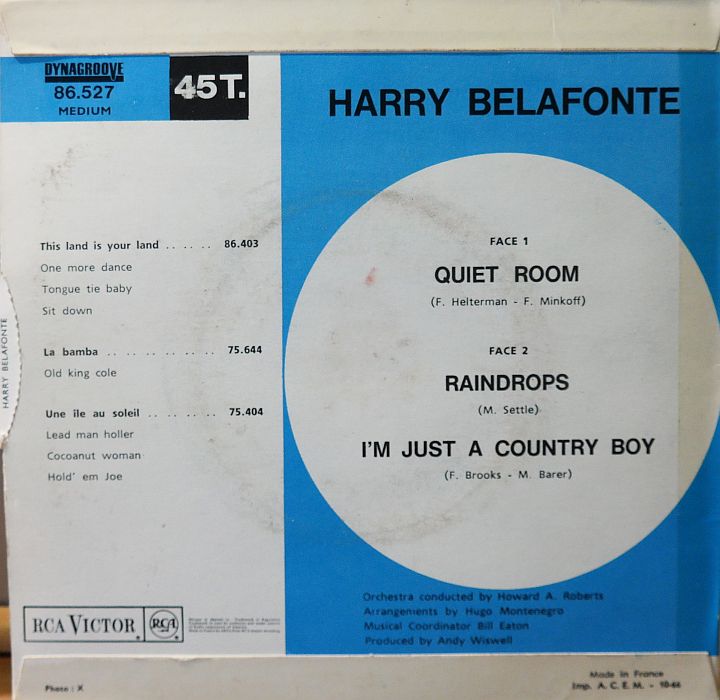 DYNAGROOVE
86.527
MEDIUM
45T.
HARRY BELAFONTE
This land is your land .. .. .. 86.403
One more dance
Tongue tie baby
Sit down
La bamba .. .. .. .. .. .. 75.644
Old king cole
Une île au soleil .. .. .. .. 75.404
Lead man holler
Cocoanut woman
Hold' em Joe
HARRY BELAFONTE
FACE 1
QUIET ROOM
(F. Helterman - F. Minkoff)
FACE 2
RAINDROPS
(M. Settle)
I'M JUST A COUNTRY BOY
(F. Brooks - M. Barer)
Orchestra conducted by Howard A. Roberts
Arrangements by Hugo Montenegro
Musical Coordinator Bill Eaton
Produced by Andy Wiswell
RCA VICTOR
RCA
Photo : X
Made in France
Imp. A. C. E. M. - 10-64